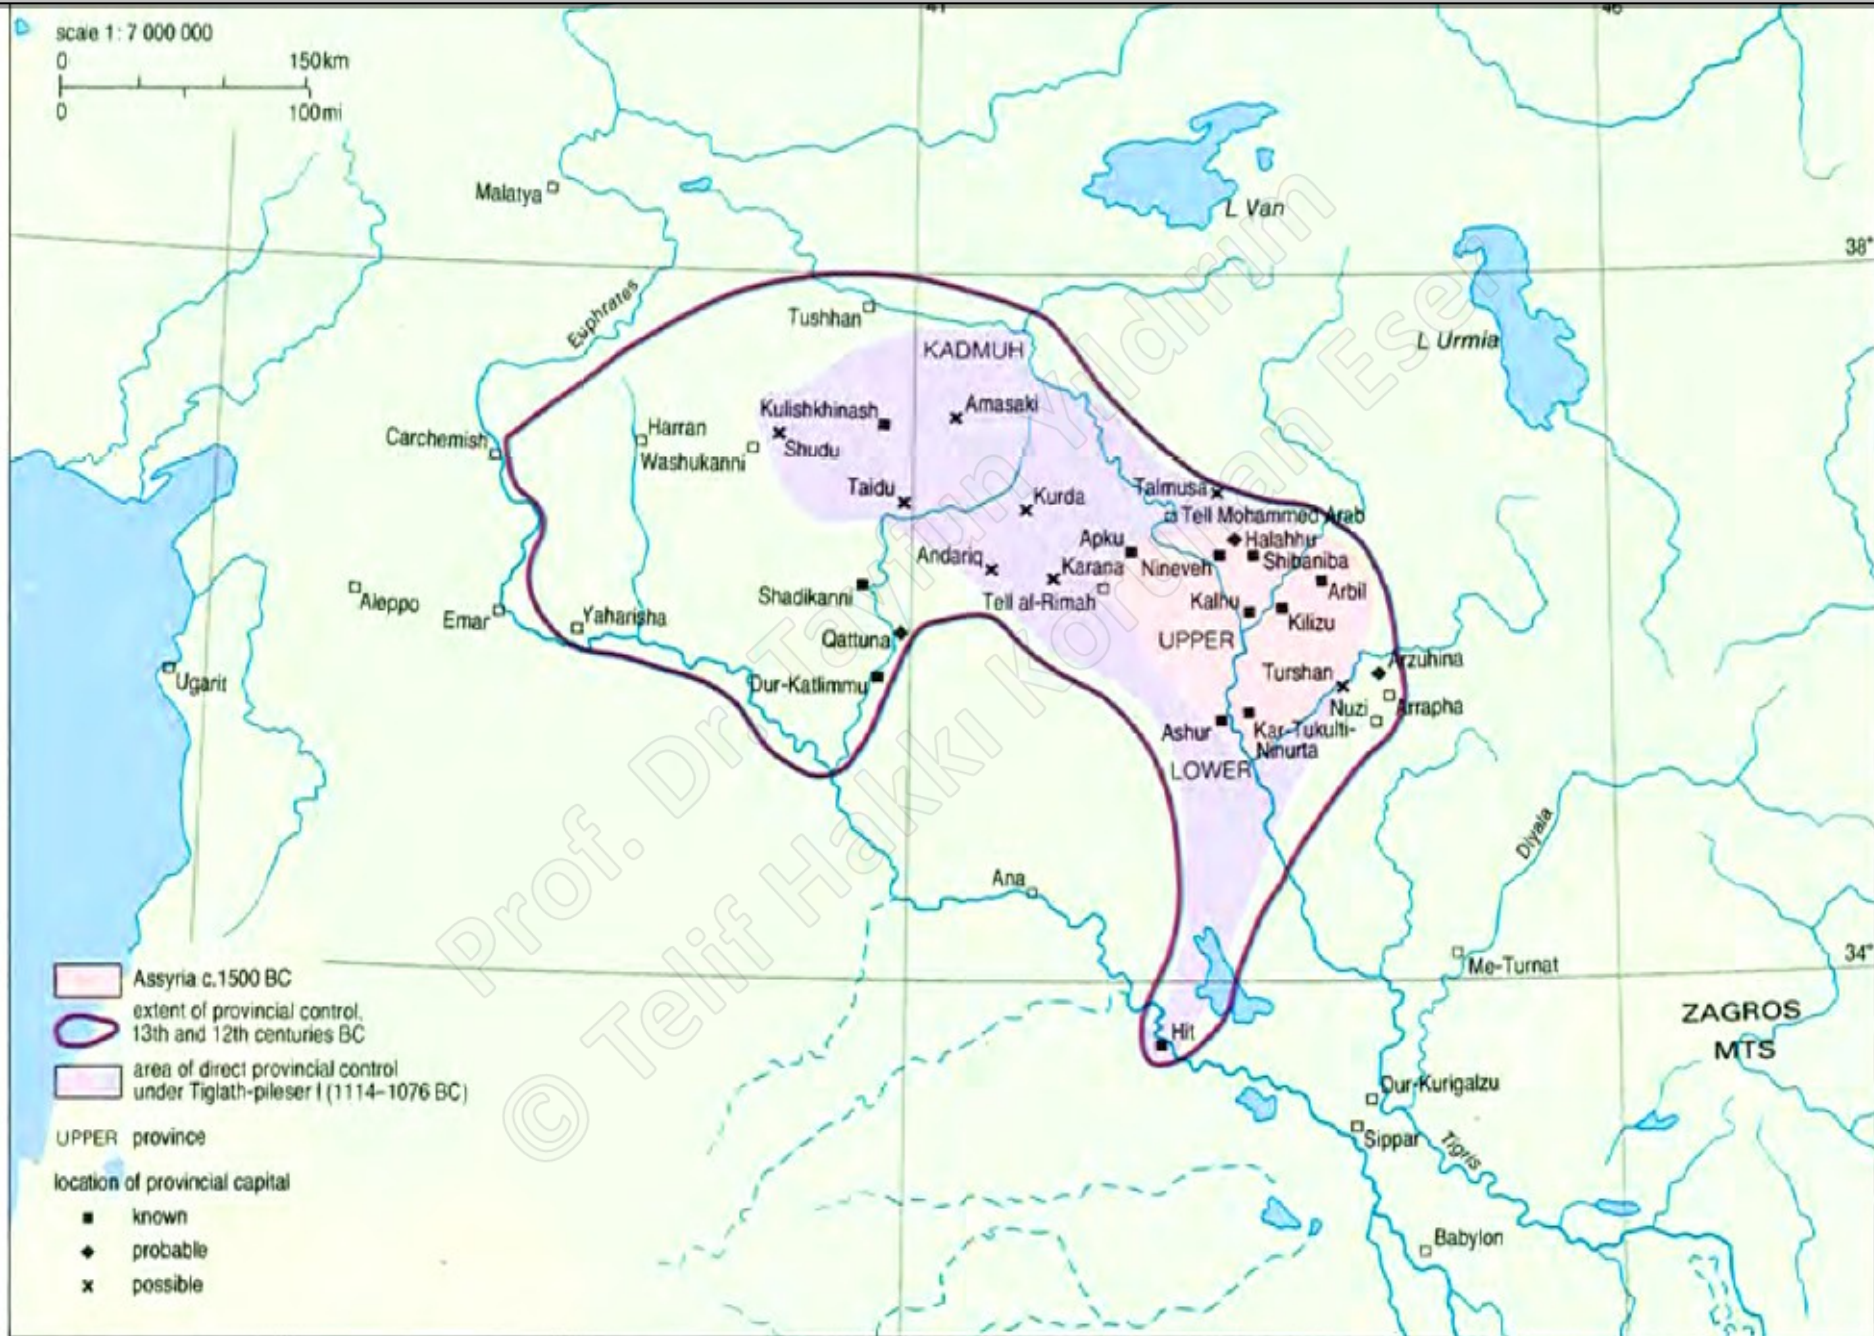 41
46
scale 1 : 7 000 000
0 150km
0 100mi
Malatya
L Van
38°
Euphrates
Tushhan
KADMUH
L Urmia
Kulishkhinash
Amasaki
Carchemish
Harran
Washukanni
Shudu
Taidu
Kurda
Talmusa
Tell Mohammed Arab
Apku
Halahhu
Andariq
Karana
Nineveh
Shibaniba
Arbil
Shadikanni
Tell al-Rimah
Kalhu
Kilizu
Aleppo
Emar
Yaharisha
Qattuna
UPPER
Ugarit
Dur-Katlimmu
Turshan
Arzuhina
Nuzi
Arrapha
Ashur
Kar-Tukulti-
Ninurta
LOWER
Diyala
Ana
34°
Me-Turnat
ZAGROS
MTS
Hit
Dur-Kurigalzu
Sippar
Tigris
Babylon
Assyria c.1500 BC
extent of provincial control,
13th and 12th centuries BC
area of direct provincial control
under Tiglath-pileser I (1114–1076 BC)
UPPER province
location of provincial capital
known
probable
possible
Prof. Dr. Tayfun Yıldırım
© Telif Hakkı Korunan Eser